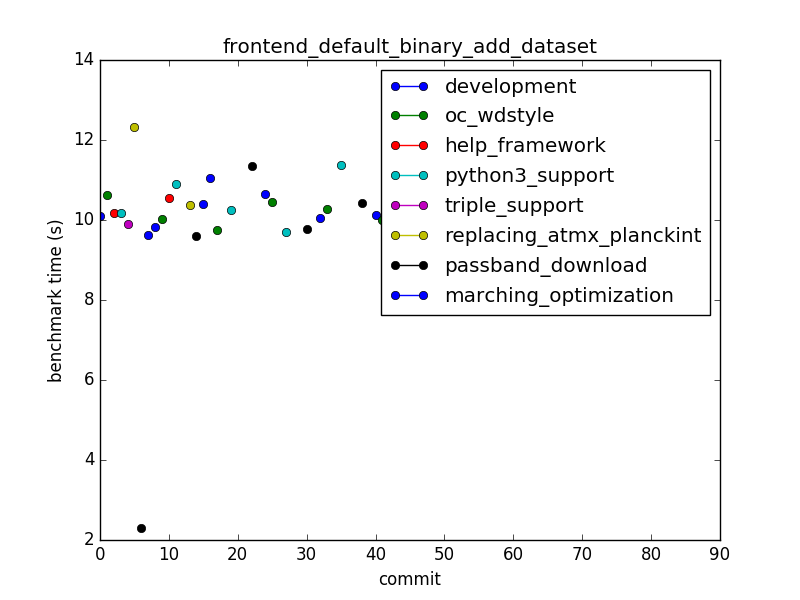 frontend_default_binary_add_dataset
development
oc_wdstyle
help_framework
python3_support
triple_support
replacing_atmx_planckint
passband_download
marching_optimization
benchmark time (s)
14
12
10
8
6
4
2
0 10 20 30 40 50 60 70 80 90
commit